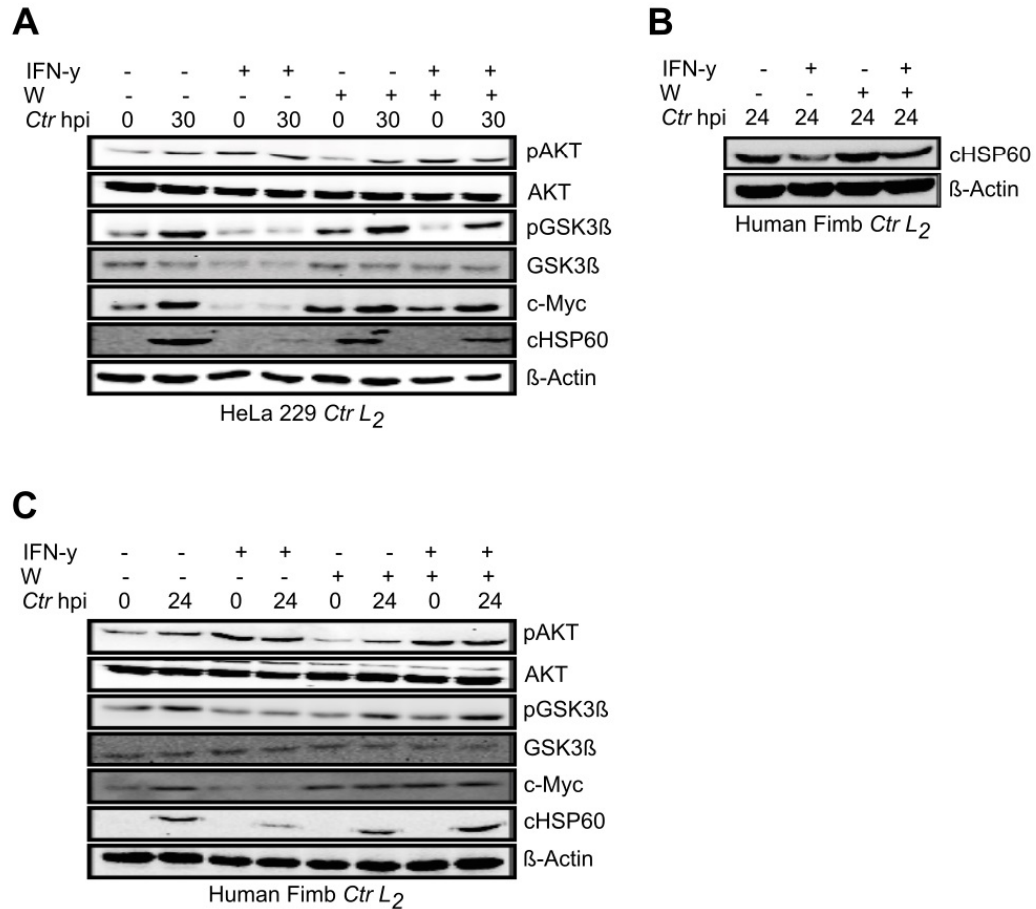 A
IFN-y - - + + - - + +
W - - - - + + + +
Ctr hpi 0 30 0 30 0 30 0 30
pAKT
AKT
pGSK3ß
GSK3ß
c-Myc
cHSP60
ß-Actin
HeLa 229 Ctr L2
B
IFN-y - + - +
W - - + +
Ctr hpi 24 24 24 24
cHSP60
ß-Actin
Human Fimb Ctr L2
C
IFN-y - - + + - - + +
W - - - - + + + +
Ctr hpi 0 24 0 24 0 24 0 24
pAKT
AKT
pGSK3ß
GSK3ß
c-Myc
cHSP60
ß-Actin
Human Fimb Ctr L2